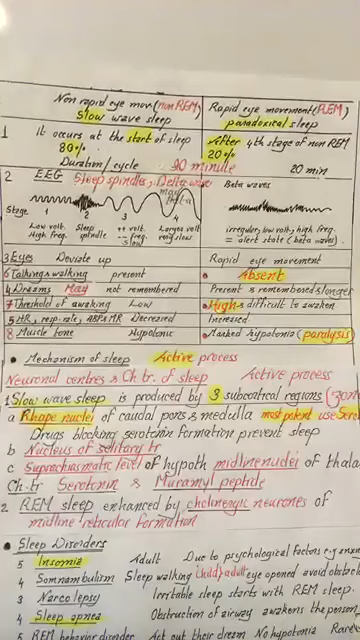 Non rapid eye mov. (non REM)
Slow wave sleep
Rapid eye movement (REM)
paradoxical sleep
1 It occurs at the start of sleep
80%
After 4th stage of non REM
20%
Duration/cycle 90 minute 20 min
2 EEG Sleep spindles, Delta wave
Beta waves
Stage 1 2 3 4
Low volt. High freq.
Sleep spindle
Largest volt very slow
irregular, low volt, high freq.
= alert state (beta waves)
3 Eyes Deviate up Rapid eye movement
6 Talking & walking present Absent
4 Dreams May not remembered Present & remembered & longer
7 Threshold of awaking Low High & difficult to awaken
5 HR, resp. rate, ABP & MR Decreased Increased
8 Muscle tone Hypotonic Marked hypotonia (paralysis)
• Mechanism of sleep Active process
Neuronal centres & Ch. tr. of sleep Active process
1 Slow wave sleep is produced by 3 subcortical regions
a Rhape nuclei of caudal pons & medulla most potent use
Drugs blocking serotonin formation prevent sleep
b Nucleus of solitary tr
c Suprachiasmatic level of hypoth midline nuclei of thala
Ch. tr Serotonin & Muramyl peptide
2 REM sleep enhanced by cholinergic neurones of
midline reticular formation
• Sleep Disorders
5 Insomia Adult Due to psychological factors e.g
4 Somnambulism Sleep walking child > adult eye opened avoid obstac
3 Narcolepsy Irritable sleep starts with REM sleep.
4 Sleep apnea Obstruction of airway awakens the person
5 REM behavior disorder Act out their dream No hypotonia